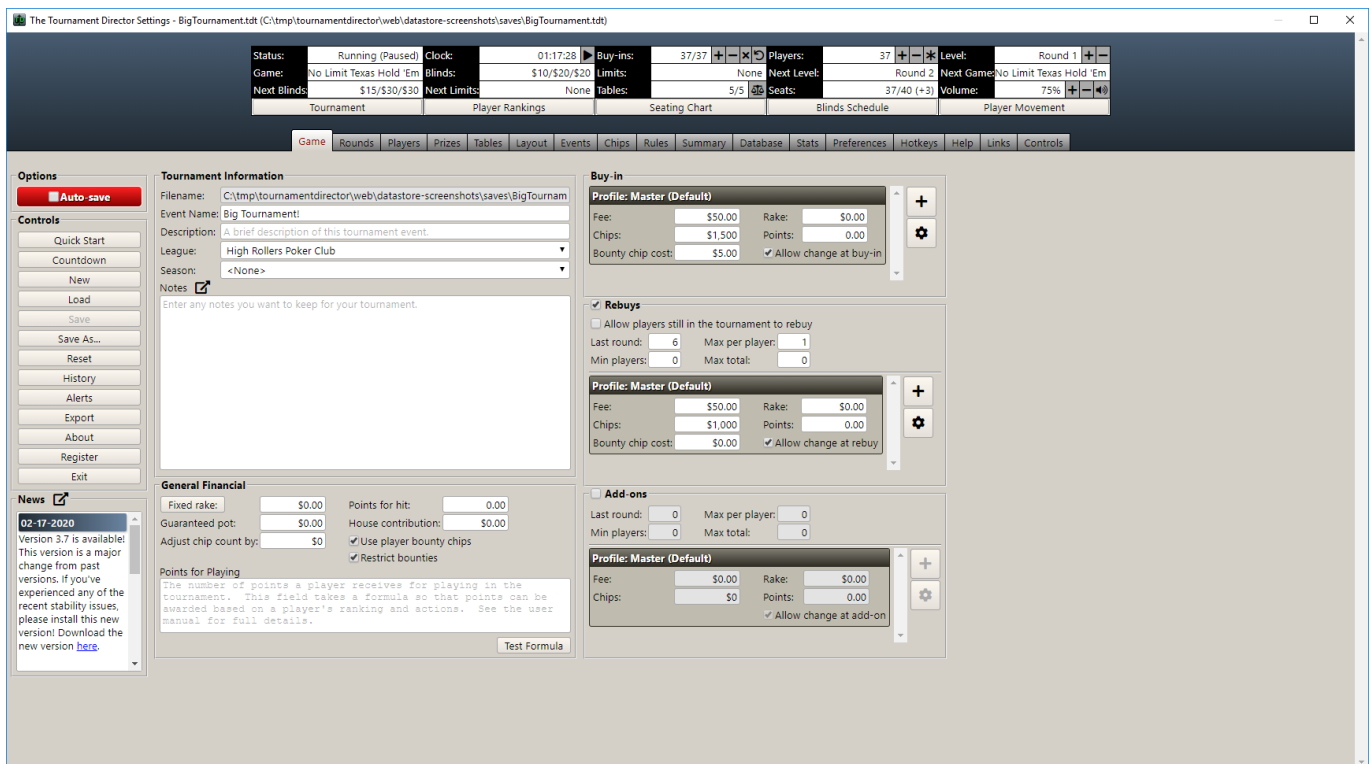 The Tournament Director Settings - BigTournament.tdt (C:\tmp\tournamentdirector\web\datastore-screenshots\saves\BigTournament.tdt)
Status: Running (Paused) Clock: 01:17:28 Buy-ins: 37/37 Players: 37 Level: Round 1
Game: No Limit Texas Hold 'Em Blinds: $10/$20/$20 Limits: None Next Level: Round 2 Next Game: No Limit Texas Hold 'Em
Next Blinds: $15/$30/$30 Next Limits: None Tables: 5/5 Seats: 37/40 (+3) Volume: 75%
Tournament Player Rankings Seating Chart Blinds Schedule Player Movement
Game Rounds Players Prizes Tables Layout Events Chips Rules Summary Database Stats Preferences Hotkeys Help Links Controls
Options
Auto-save
Controls
Quick Start
Countdown
New
Load
Save
Save As...
Reset
History
Alerts
Export
About
Register
Exit
News
02-17-2020
Version 3.7 is available!
This version is a major
change from past
versions. If you've
experienced any of the
recent stability issues,
please install this new
version! Download the
new version here.
Tournament Information
Filename: C:\tmp\tournamentdirector\web\datastore-screenshots\saves\BigTournam
Event Name: Big Tournament!
Description: A brief description of this tournament event.
League: High Rollers Poker Club
Season: <None>
Notes
Enter any notes you want to keep for your tournament.
General Financial
Fixed rake: $0.00 Points for hit: 0.00
Guaranteed pot: $0.00 House contribution: $0.00
Adjust chip count by: $0 Use player bounty chips
Restrict bounties
Points for Playing
The number of points a player receives for playing in the
tournament. This field takes a formula so that points can be
awarded based on a player's ranking and actions. See the user
manual for full details.
Test Formula
Buy-in
Profile: Master (Default)
Fee: $50.00 Rake: $0.00
Chips: $1,500 Points: 0.00
Bounty chip cost: $5.00 Allow change at buy-in
Rebuys
Allow players still in the tournament to rebuy
Last round: 6 Max per player: 1
Min players: 0 Max total: 0
Profile: Master (Default)
Fee: $50.00 Rake: $0.00
Chips: $1,000 Points: 0.00
Bounty chip cost: $0.00 Allow change at rebuy
Add-ons
Last round: 0 Max per player: 0
Min players: 0 Max total: 0
Profile: Master (Default)
Fee: $0.00 Rake: $0.00
Chips: $0 Points: 0.00
Allow change at add-on